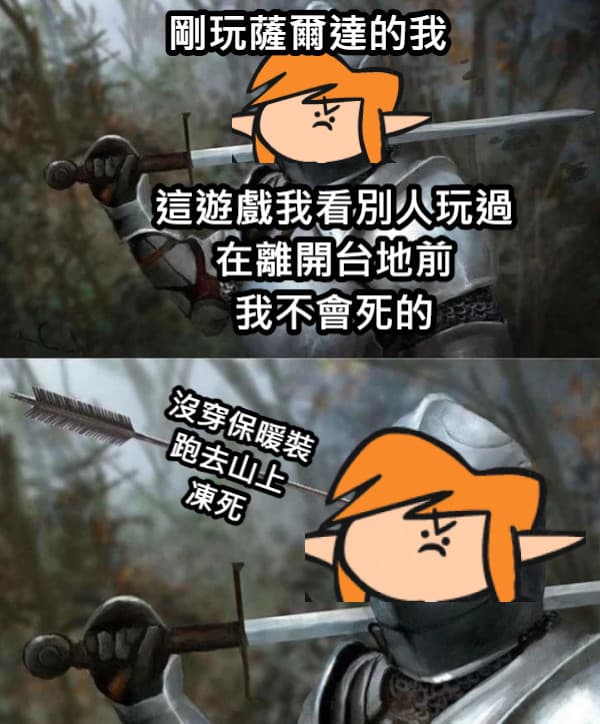 剛玩薩爾達的我
這遊戲我看別人玩過
在離開台地前
我不會死的
沒穿保暖裝
跑去山上
凍死